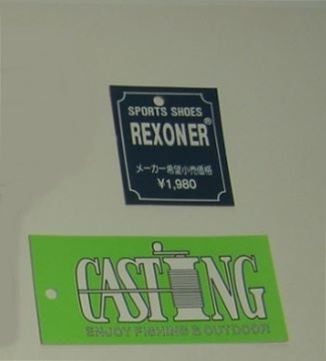 SPORTS SHOES
REXONER®
メーカー希望小売価格
¥1,980
CASTING
ENJOY FISHING & OUTDOOR